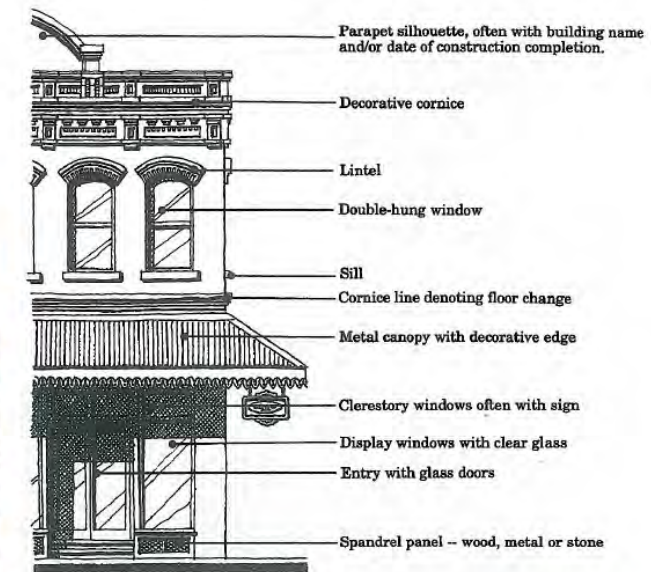 Parapet silhouette, often with building name
and/or date of construction completion.
Decorative cornice
Lintel
Double-hung window
Sill
Cornice line denoting floor change
Metal canopy with decorative edge
Clerestory windows often with sign
Display windows with clear glass
Entry with glass doors
Spandrel panel -- wood, metal or stone